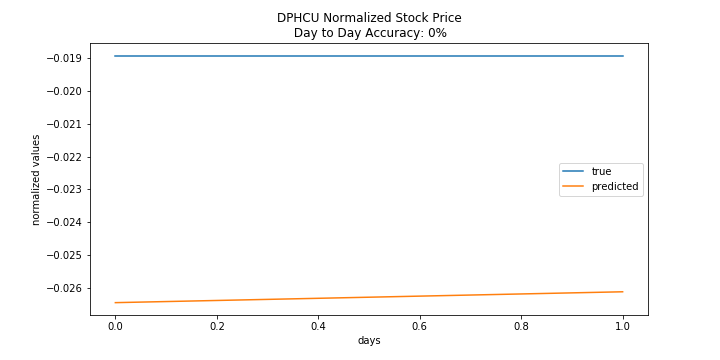 DPHCU Normalized Stock Price
Day to Day Accuracy: 0%
−0.019
−0.020
−0.021
−0.022
−0.023
−0.024
−0.025
−0.026
normalized values
true
predicted
0.0 0.2 0.4 0.6 0.8 1.0
days